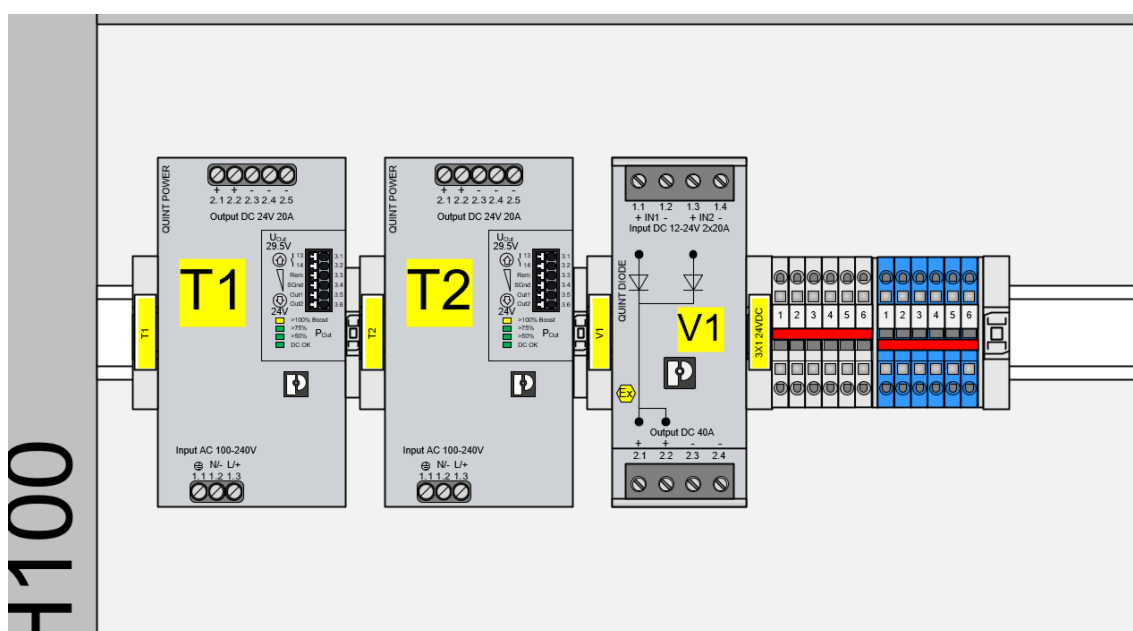 H100
T1
QUINT POWER
+ + - - -
2.1 2.2 2.3 2.4 2.5
Output DC 24V 20A
UOut
29.5V
13
14
Rem
SGnd
Out1
Out2
3.1
3.2
3.3
3.4
3.5
3.6
24V
>100% Boost
>75%
>50%
DC OK
POut
T1
Input AC 100-240V
N/- L/+
1.1 1.2 1.3
T2
QUINT POWER
+ + - - -
2.1 2.2 2.3 2.4 2.5
Output DC 24V 20A
UOut
29.5V
13
14
Rem
SGnd
Out1
Out2
3.1
3.2
3.3
3.4
3.5
3.6
24V
>100% Boost
>75%
>50%
DC OK
POut
T2
Input AC 100-240V
N/- L/+
1.1 1.2 1.3
V1
QUINT DIODE
1.1 1.2 1.3 1.4
+ IN1 - + IN2 -
Input DC 12-24V 2x20A
V1
Ex
Output DC 40A
+ + - -
2.1 2.2 2.3 2.4
3X1 24VDC
1 2 3 4 5 6
1 2 3 4 5 6